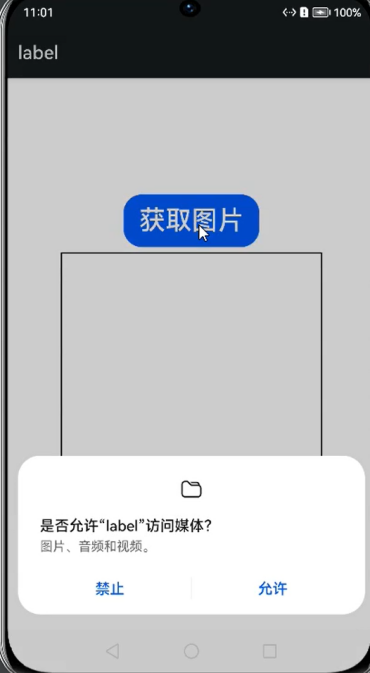 11:01
100%
label
获取图片
是否允许“label”访问媒体？
图片、音频和视频。
禁止
允许